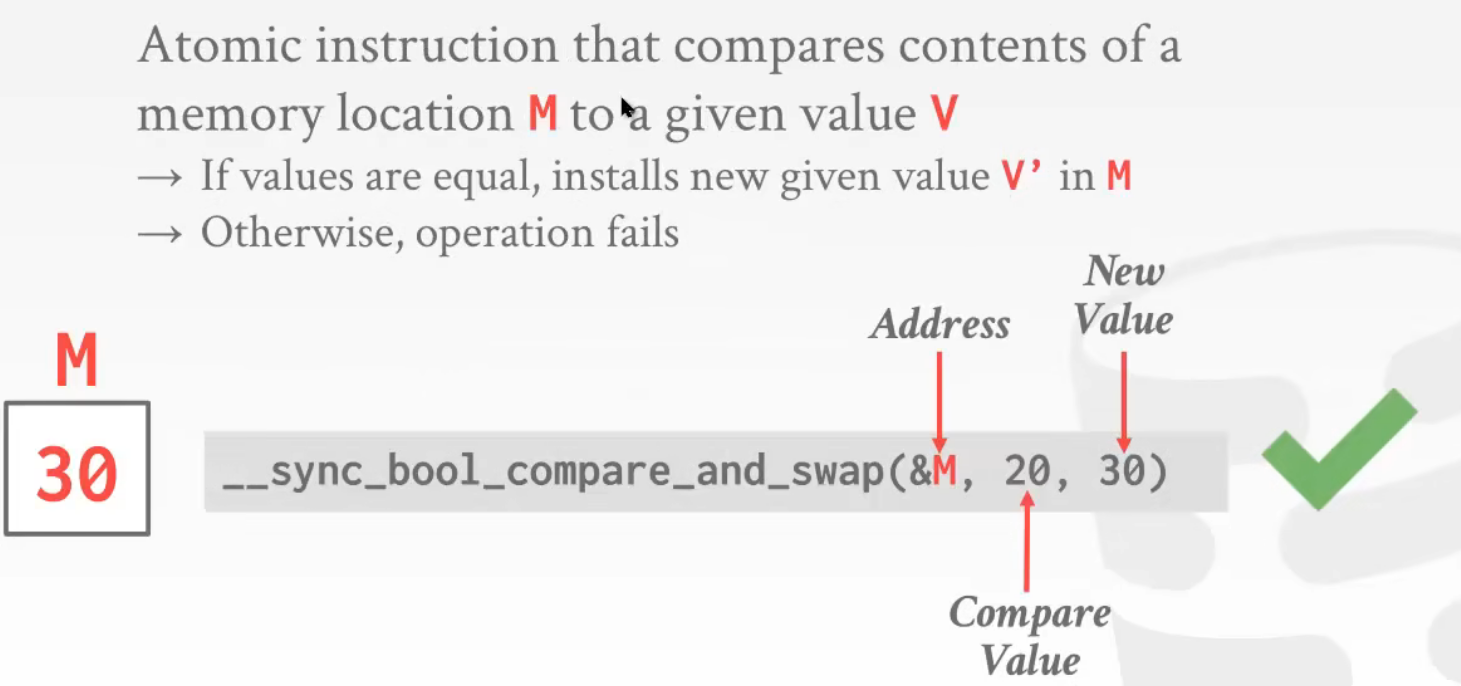 Atomic instruction that compares contents of a
memory location M to a given value V
→ If values are equal, installs new given value V’ in M
→ Otherwise, operation fails
New
Value
Address
M
30
__sync_bool_compare_and_swap(&M, 20, 30)
Compare
Value